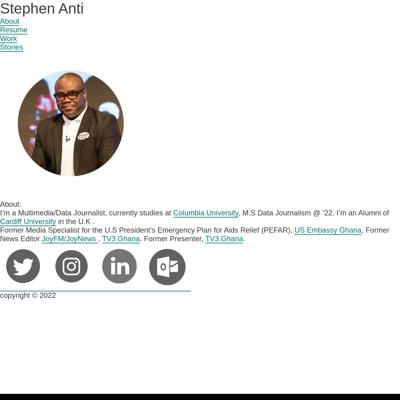 Stephen Anti
About
Resume
Work
Stories
About:
I'm a Multimedia/Data Journalist, currently studies at Columbia University, M.S Data Journalism @ '22. I'm an Alumni of
Cardiff University in the U.K .
Former Media Specialist for the U.S President's Emergency Plan for Aids Relief (PEFAR), US Embassy Ghana, Former
News Editor JoyFM/JoyNews , TV3 Ghana. Former Presenter, TV3 Ghana.
copyright © 2022